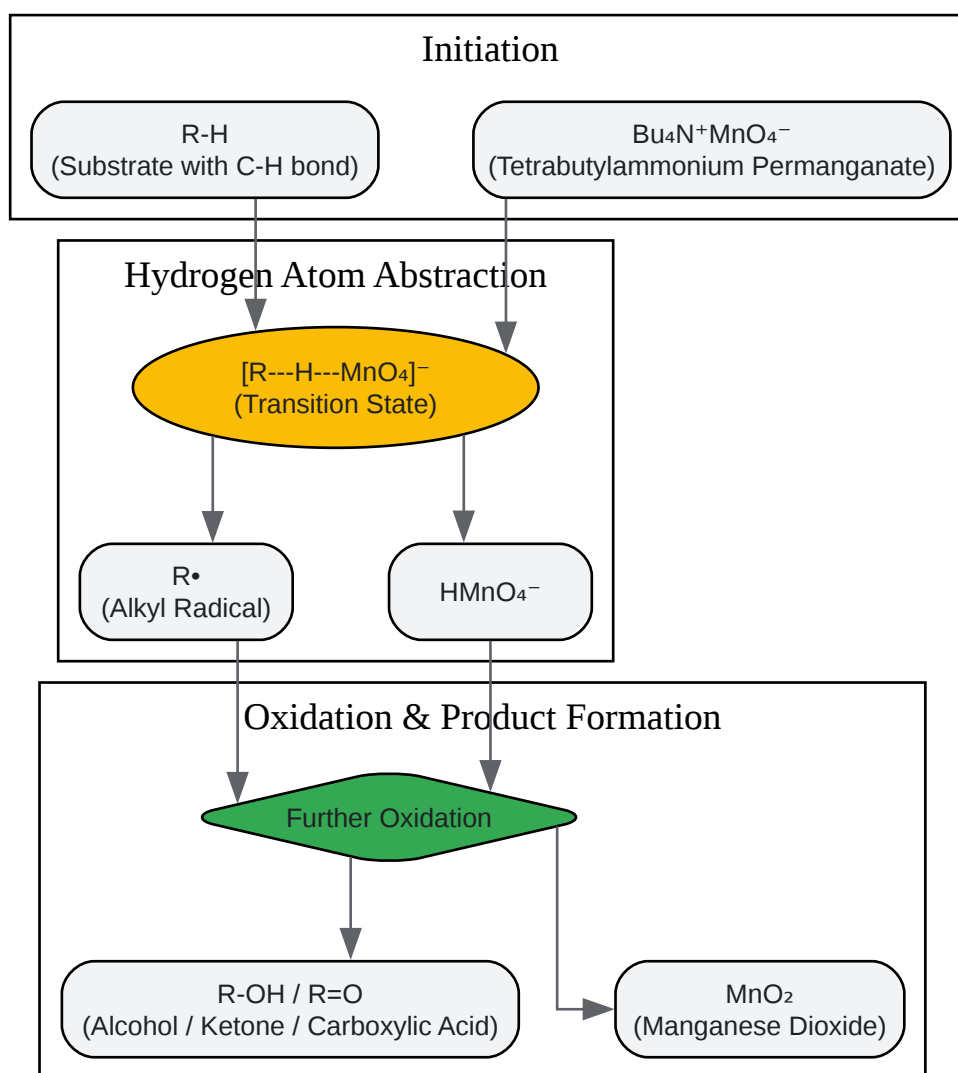 Initiation
R-H
(Substrate with C-H bond)
Bu₄N⁺MnO₄⁻
(Tetrabutylammonium Permanganate)
Hydrogen Atom Abstraction
[R---H---MnO₄]⁻
(Transition State)
R•
(Alkyl Radical)
HMnO₄⁻
Oxidation & Product Formation
Further Oxidation
R-OH / R=O
(Alcohol / Ketone / Carboxylic Acid)
MnO₂
(Manganese Dioxide)